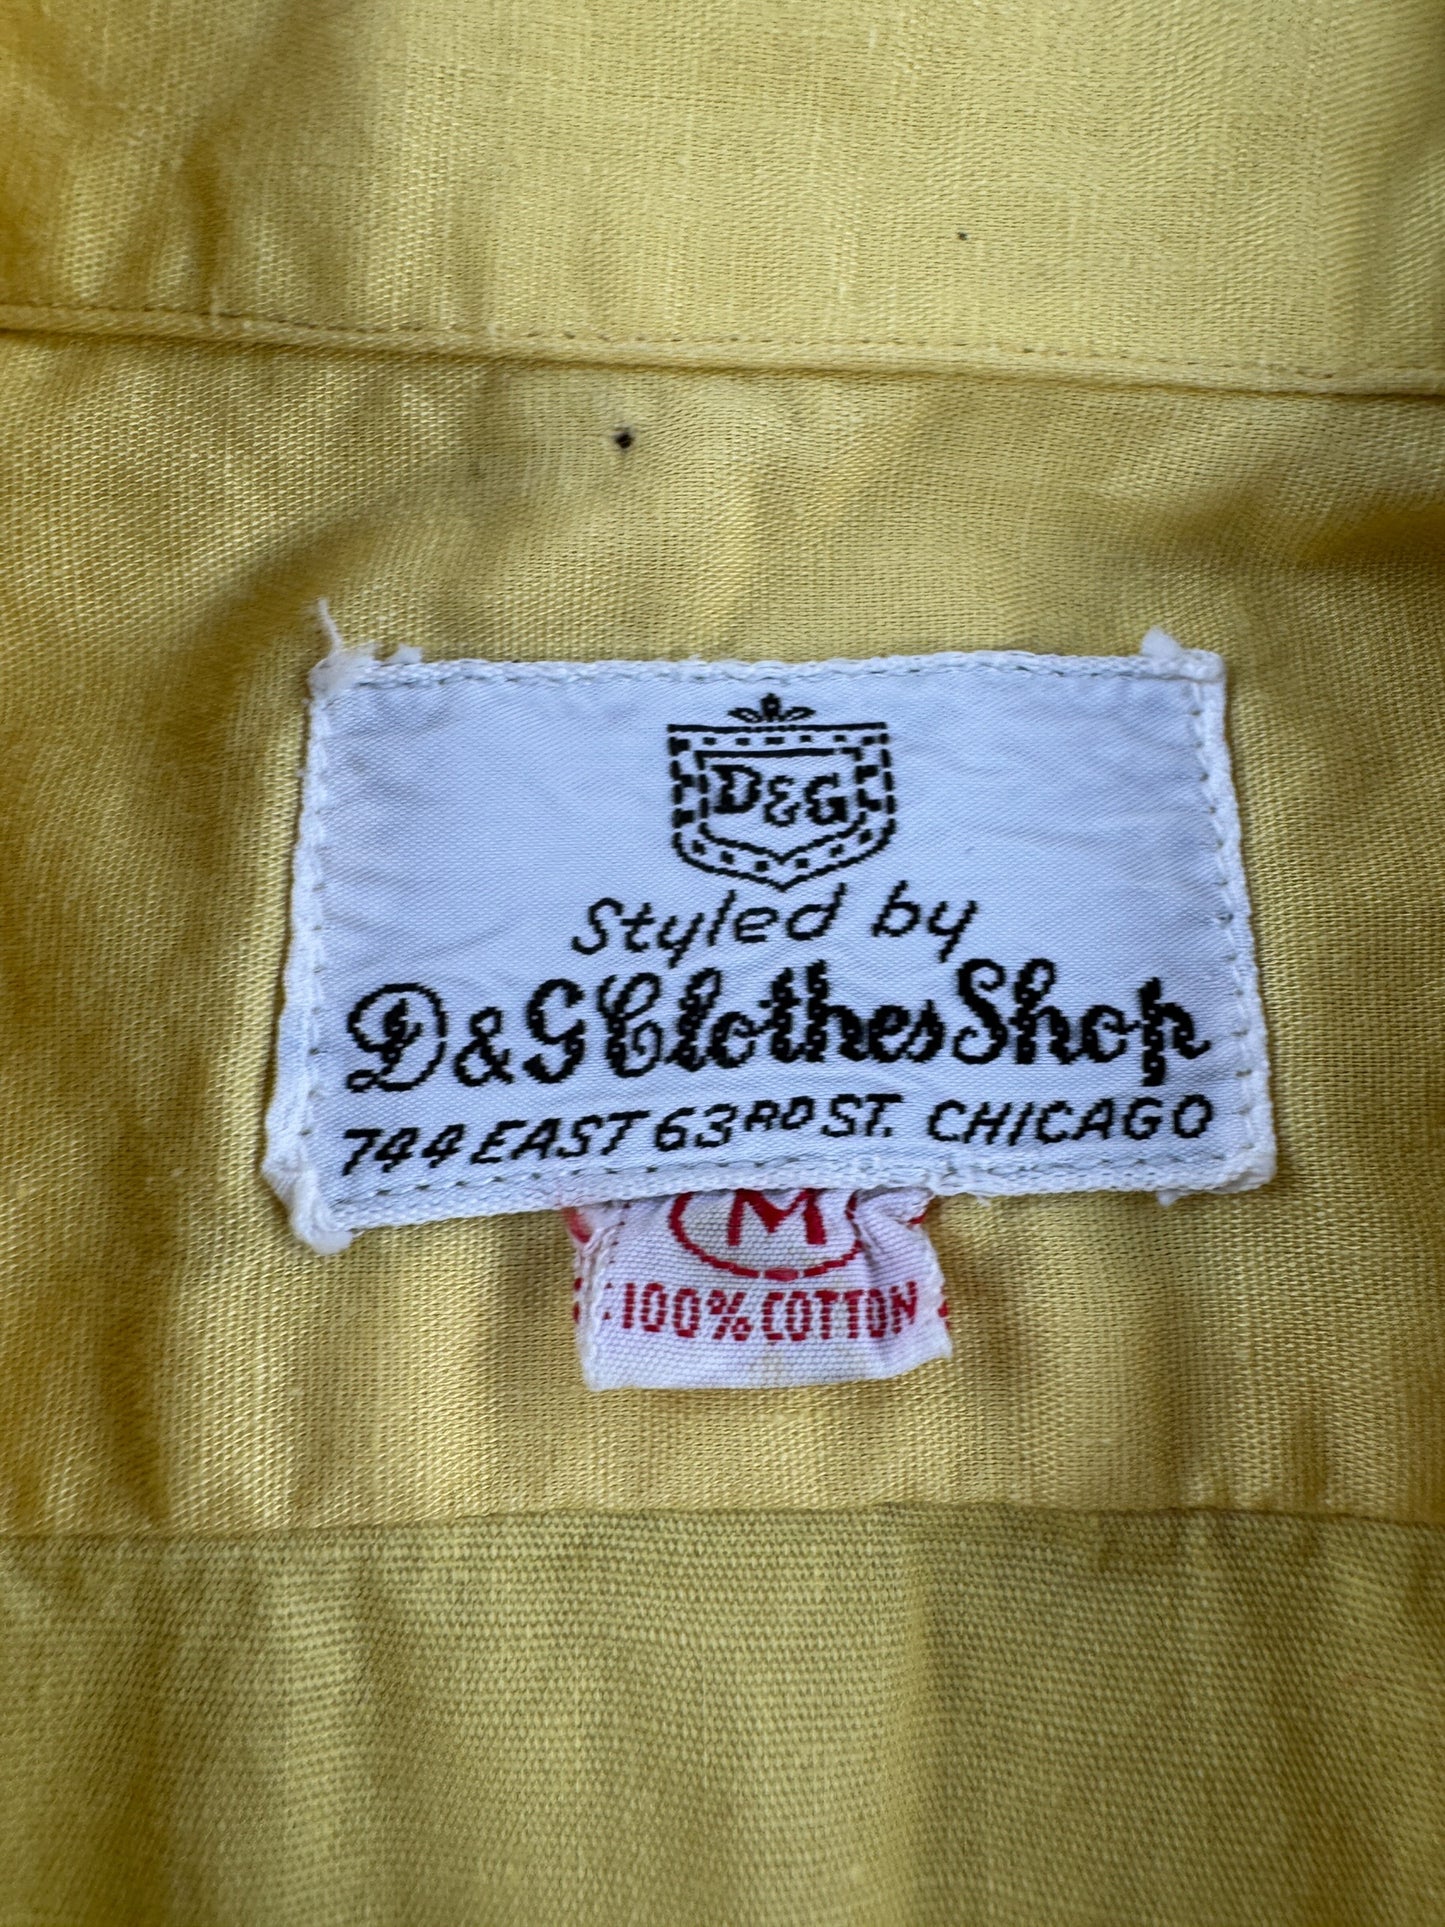 D&G
Styled by
D&G Clothes Shop
744 EAST 63RD ST. CHICAGO
M
100% COTTON